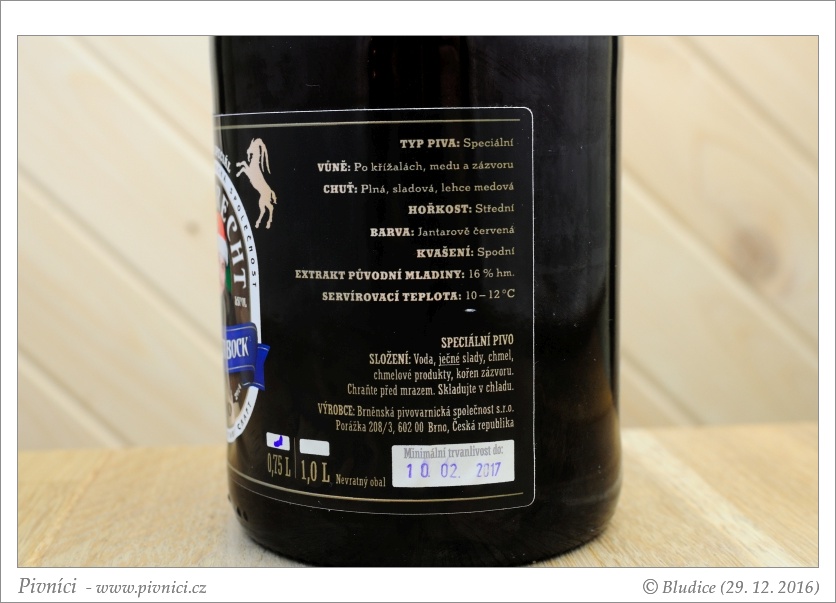 TYP PIVA: Speciální
VŮNĚ: Po křížalách, medu a zázvoru
CHUŤ: Plná, sladová, lehce medová
HOŘKOST: Střední
BARVA: Jantarově červená
KVAŠENÍ: Spodní
EXTRAKT PŮVODNÍ MLADINY: 16 % hm.
SERVÍROVACÍ TEPLOTA: 10–12 °C
SPOLEČNOST
ECHT
BOCK
CRAFT
SPECIÁLNÍ PIVO
SLOŽENÍ: Voda, ječné slady, chmel,
chmelové produkty, kořen zázvoru.
Chraňte před mrazem. Skladujte v chladu.
VÝROBCE: Brněnská pivovarnická společnost s.r.o.
Porážka 208/3, 602 00 Brno, Česká republika
0,75 L 1,0 L Nevratný obal
Minimální trvanlivost do:
10 02. 2017
Pivníci - www.pivnici.cz
© Bludice (29. 12. 2016)